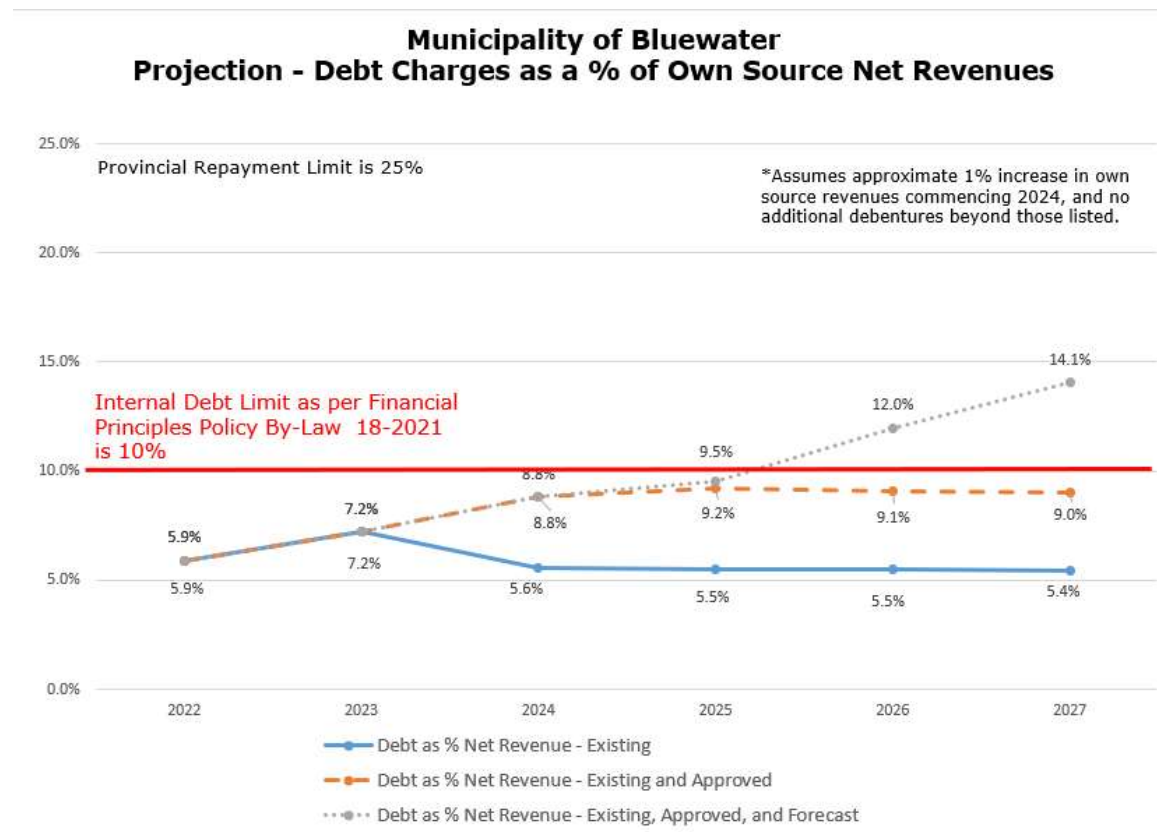 Municipality of Bluewater
Projection - Debt Charges as a % of Own Source Net Revenues
25.0%
Provincial Repayment Limit is 25%
*Assumes approximate 1% increase in own
source revenues commencing 2024, and no
additional debentures beyond those listed.
20.0%
15.0%
14.1%
Internal Debt Limit as per Financial
Principles Policy By-Law 18-2021
is 10%
12.0%
10.0%
9.5%
8.8%
7.2%
5.9%
8.8%
9.2%
9.1%
9.0%
7.2%
5.0%
5.9%
5.6%
5.5%
5.5%
5.4%
0.0%
2022 2023 2024 2025 2026 2027
Debt as % Net Revenue - Existing
Debt as % Net Revenue - Existing and Approved
Debt as % Net Revenue - Existing, Approved, and Forecast